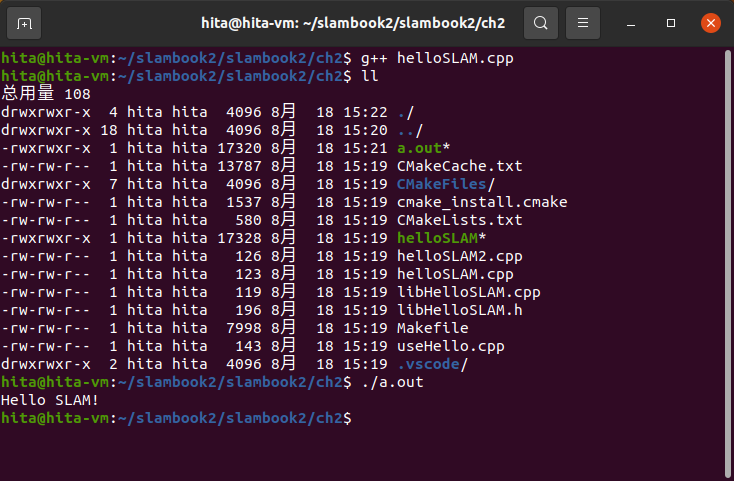 hita@hita-vm: ~/slambook2/slambook2/ch2
hita@hita-vm:~/slambook2/slambook2/ch2$ g++ helloSLAM.cpp
hita@hita-vm:~/slambook2/slambook2/ch2$ ll
总用量 108
drwxrwxr-x  4 hita hita  4096 8月  18 15:22 ./
drwxrwxr-x 18 hita hita  4096 8月  18 15:20 ../
-rwxrwxr-x  1 hita hita 17320 8月  18 15:21 a.out*
-rw-rw-r--  1 hita hita 13787 8月  18 15:19 CMakeCache.txt
drwxrwxr-x  7 hita hita  4096 8月  18 15:19 CMakeFiles/
-rw-rw-r--  1 hita hita  1537 8月  18 15:19 cmake_install.cmake
-rw-rw-r--  1 hita hita   580 8月  18 15:19 CMakeLists.txt
-rwxrwxr-x  1 hita hita 17328 8月  18 15:19 helloSLAM*
-rw-rw-r--  1 hita hita   126 8月  18 15:19 helloSLAM2.cpp
-rw-rw-r--  1 hita hita   123 8月  18 15:19 helloSLAM.cpp
-rw-rw-r--  1 hita hita   119 8月  18 15:19 libHelloSLAM.cpp
-rw-rw-r--  1 hita hita   196 8月  18 15:19 libHelloSLAM.h
-rw-rw-r--  1 hita hita  7998 8月  18 15:19 Makefile
-rw-rw-r--  1 hita hita   143 8月  18 15:19 useHello.cpp
drwxrwxr-x  2 hita hita  4096 8月  18 15:19 .vscode/
hita@hita-vm:~/slambook2/slambook2/ch2$ ./a.out
Hello SLAM!
hita@hita-vm:~/slambook2/slambook2/ch2$